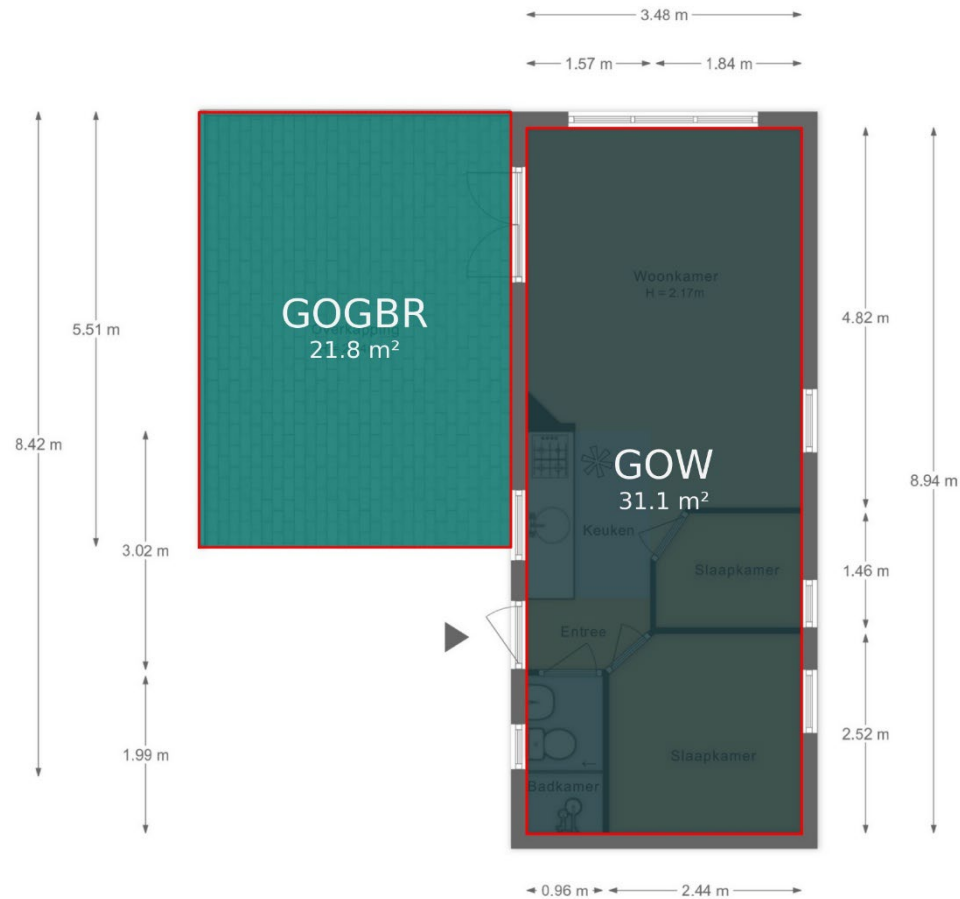 3.48 m
1.57 m
1.84 m
Woonkamer
H = 2.17m
GOGBR
Overkapping
21.8 m²
5.51 m
4.82 m
8.42 m
GOW
31.1 m²
8.94 m
Keuken
3.02 m
Slaapkamer
1.46 m
Entree
1.99 m
Slaapkamer
2.52 m
Badkamer
0.96 m
2.44 m